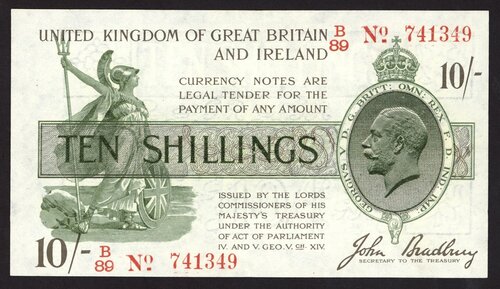 UNITED KINGDOM OF GREAT BRITAIN
AND IRELAND
B/89 No. 741349
CURRENCY NOTES ARE
LEGAL TENDER FOR THE
PAYMENT OF ANY AMOUNT
10/-
TEN SHILLINGS
GEORGIVS V D. G. BRITT: OMN: REX F. D. IND: IMP:
ISSUED BY THE LORDS
COMMISSIONERS OF HIS
MAJESTY'S TREASURY
UNDER THE AUTHORITY
OF ACT OF PARLIAMENT
IV. AND V. GEO. V. CH. XIV.
10/-
B/89 No. 741349
John Bradbury
SECRETARY TO THE TREASURY